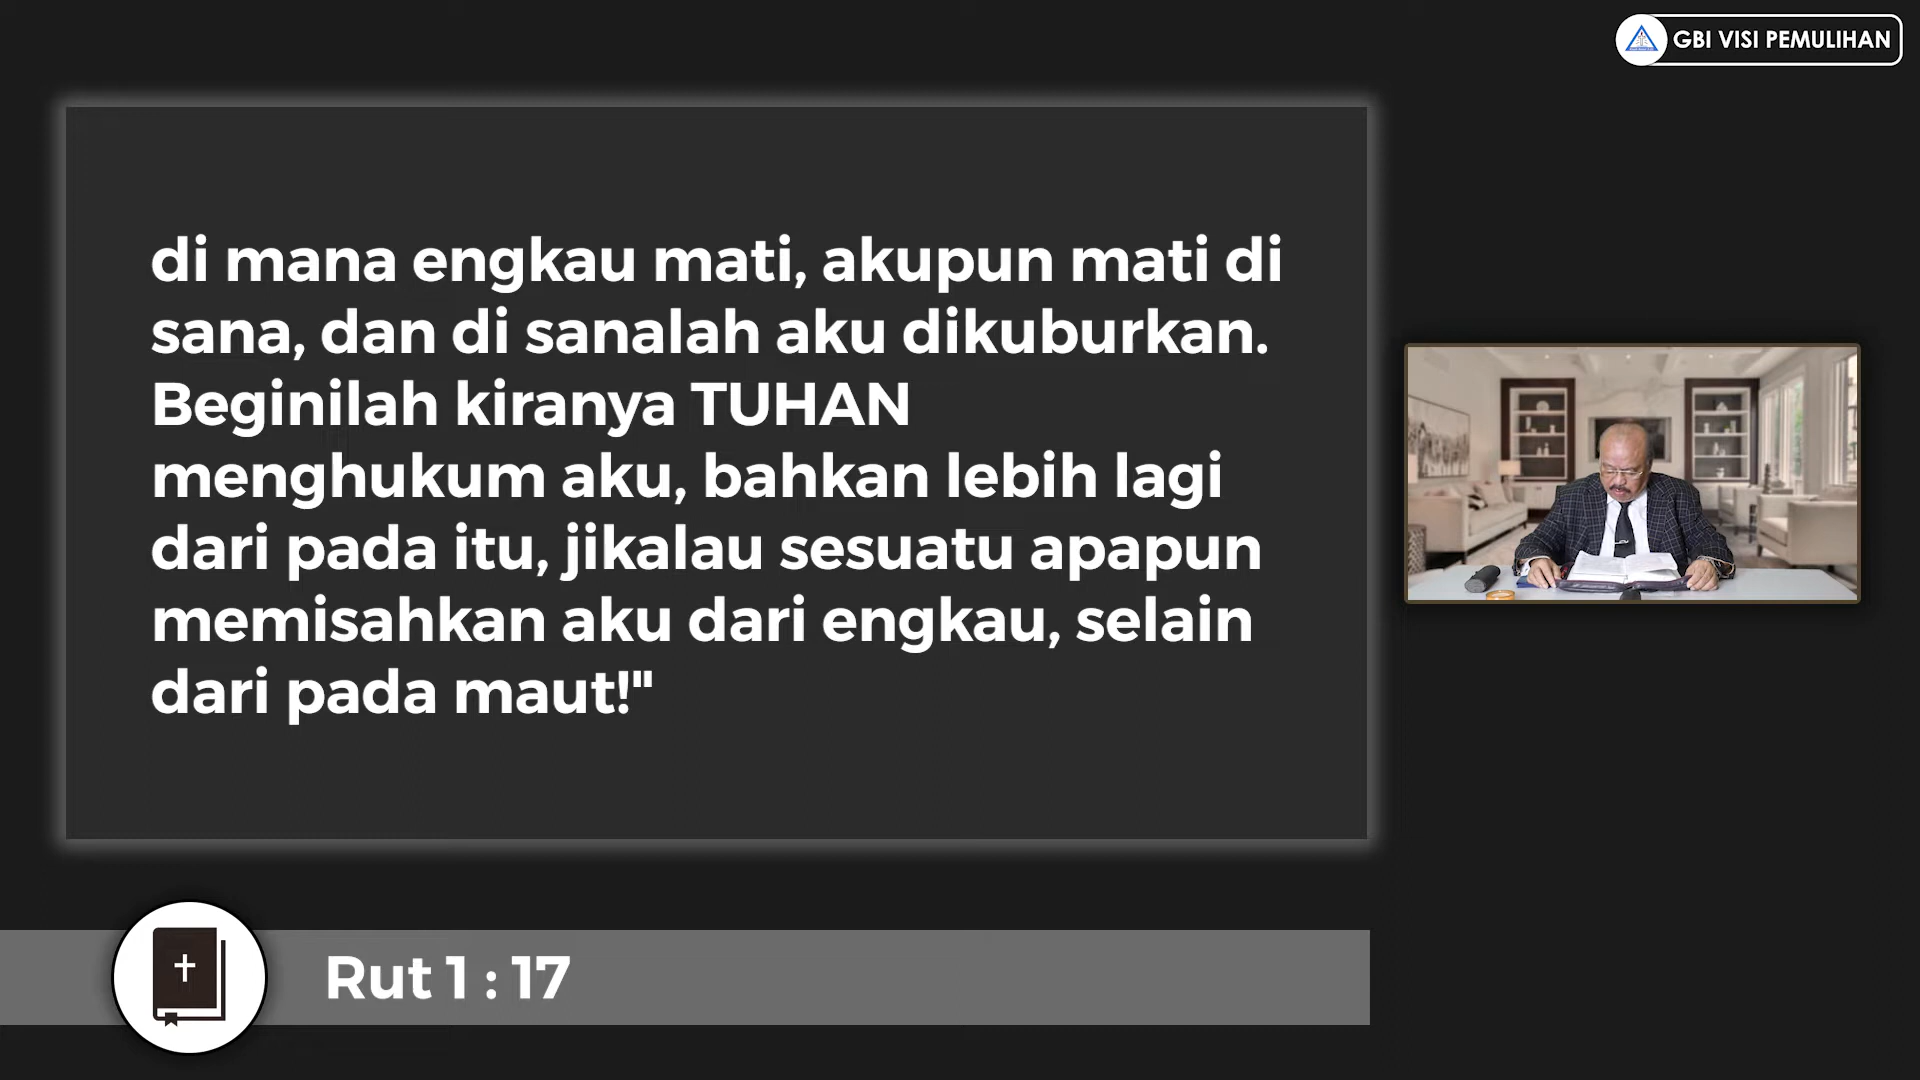 GBI VISI PEMULIHAN
di mana engkau mati, akupun mati di
sana, dan di sanalah aku dikuburkan.
Beginilah kiranya TUHAN
menghukum aku, bahkan lebih lagi
dari pada itu, jikalau sesuatu apapun
memisahkan aku dari engkau, selain
dari pada maut!"
Rut 1 : 17